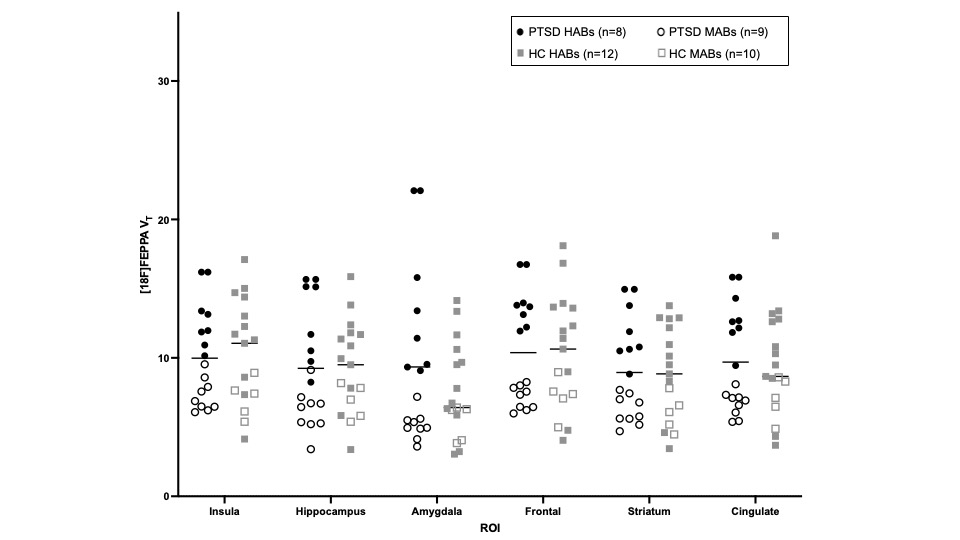 PTSD HABs (n=8) PTSD MABs (n=9)
HC HABs (n=12) HC MABs (n=10)
30
20
10
0
[18F]FEPPA VT
Insula Hippocampus Amygdala Frontal Striatum Cingulate
ROI